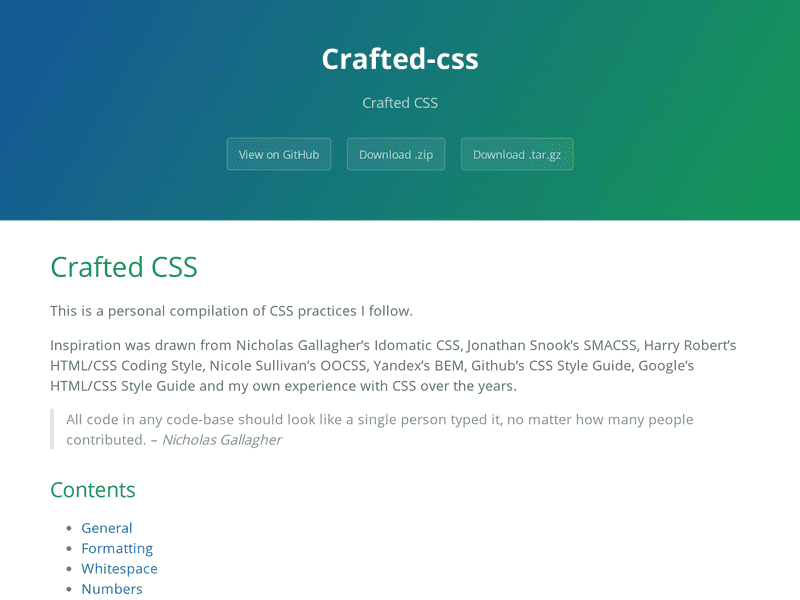 Crafted-css
Crafted CSS
View on GitHub
Download .zip
Download .tar.gz
Crafted CSS
This is a personal compilation of CSS practices I follow.
Inspiration was drawn from Nicholas Gallagher’s Idomatic CSS, Jonathan Snook’s SMACSS, Harry Robert’s
HTML/CSS Coding Style, Nicole Sullivan’s OOCSS, Yandex’s BEM, Github’s CSS Style Guide, Google’s
HTML/CSS Style Guide and my own experience with CSS over the years.
All code in any code-base should look like a single person typed it, no matter how many people
contributed. – Nicholas Gallagher
Contents
General
Formatting
Whitespace
Numbers